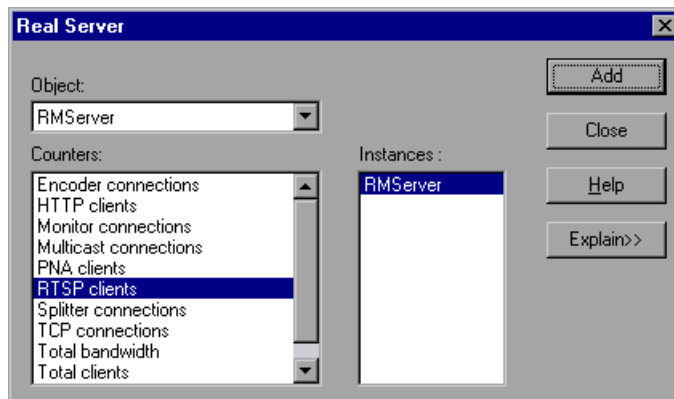 Real Server
Object:
RMServer
Counters:
Encoder connections
HTTP clients
Monitor connections
Multicast connections
PNA clients
RTSP clients
Splitter connections
TCP connections
Total bandwidth
Total clients
Instances :
RMServer
Add
Close
Help
Explain>>